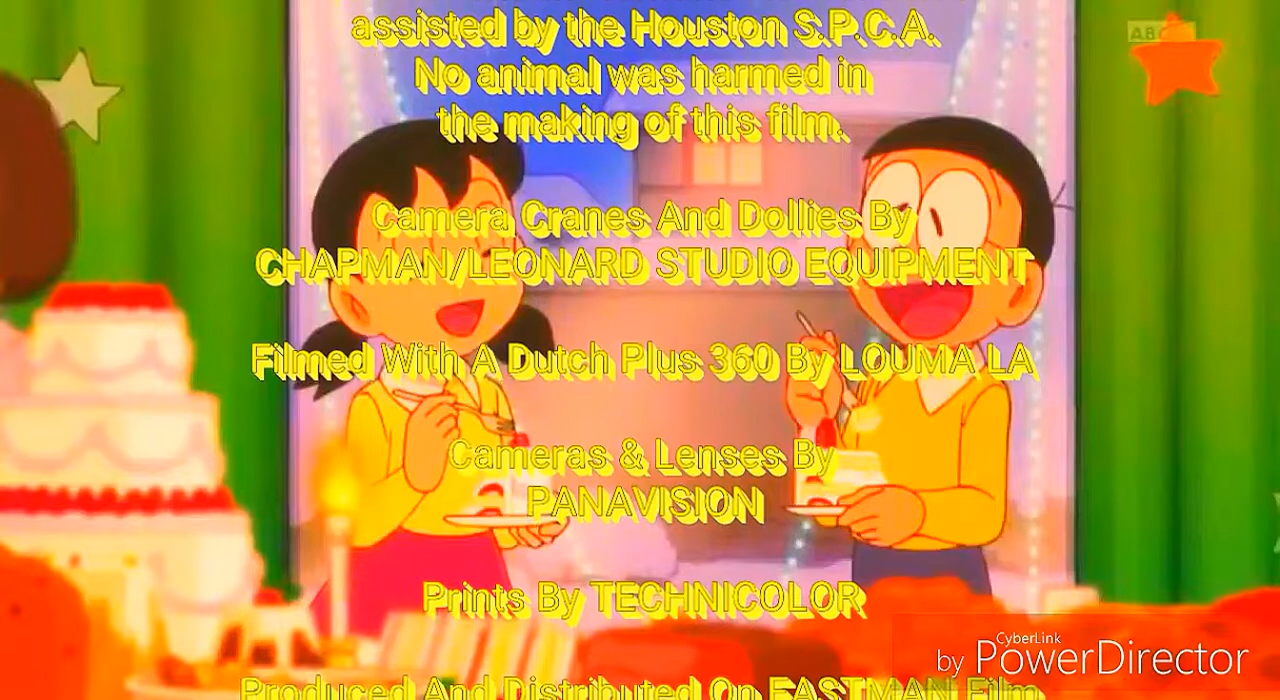 assisted by the Houston S.P.C.A.
No animal was harmed in
the making of this film.
Camera Cranes And Dollies By
CHAPMAN/LEONARD STUDIO EQUIPMENT
Filmed With A Dutch Plus 360 By LOUMA LA
Cameras & Lenses By
PANAVISION
Prints By TECHNICOLOR
Produced And Distributed On EASTMAN Film
ABC
CyberLink
by PowerDirector